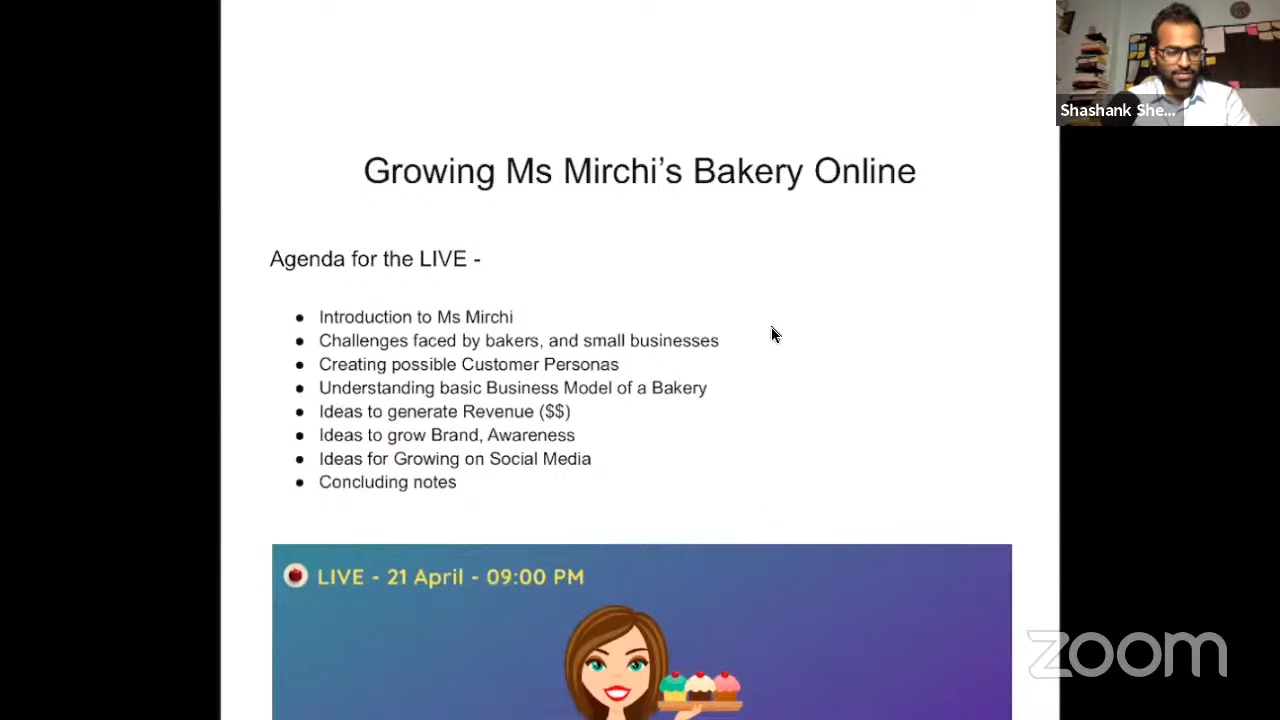 Shashank She...
Growing Ms Mirchi’s Bakery Online
Agenda for the LIVE -
● Introduction to Ms Mirchi
● Challenges faced by bakers, and small businesses
● Creating possible Customer Personas
● Understanding basic Business Model of a Bakery
● Ideas to generate Revenue ($$)
● Ideas to grow Brand, Awareness
● Ideas for Growing on Social Media
● Concluding notes
LIVE - 21 April - 09:00 PM
zoom